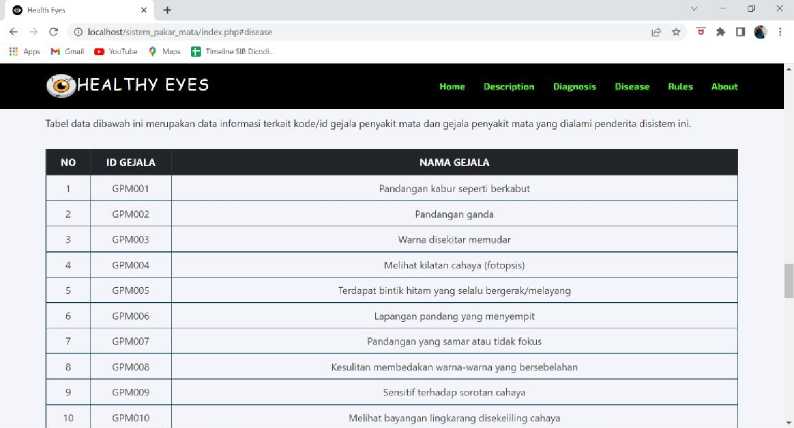 Healthy Eyes
localhost/sistem_pakar_mata/index.php#disease
Apps Gmail YouTube Maps Timeline SIB Dicodi...
HEALTHY EYES
Home Description Diagnosis Disease Rules About
Tabel data dibawah ini merupakan data informasi terkait kode/id gejala penyakit mata dan gejala penyakit mata yang dialami penderita disistem ini.
NO ID GEJALA NAMA GEJALA
1 GPM001 Pandangan kabur seperti berkabut
2 GPM002 Pandangan ganda
3 GPM003 Warna disekitar memudar
4 GPM004 Melihat kilatan cahaya (fotopsis)
5 GPM005 Terdapat bintik hitam yang selalu bergerak/melayang
6 GPM006 Lapangan pandang yang menyempit
7 GPM007 Pandangan yang samar atau tidak fokus
8 GPM008 Kesulitan membedakan warna-warna yang bersebelahan
9 GPM009 Sensitif terhadap sorotan cahaya
10 GPM010 Melihat bayangan lingkarang disekeliling cahaya